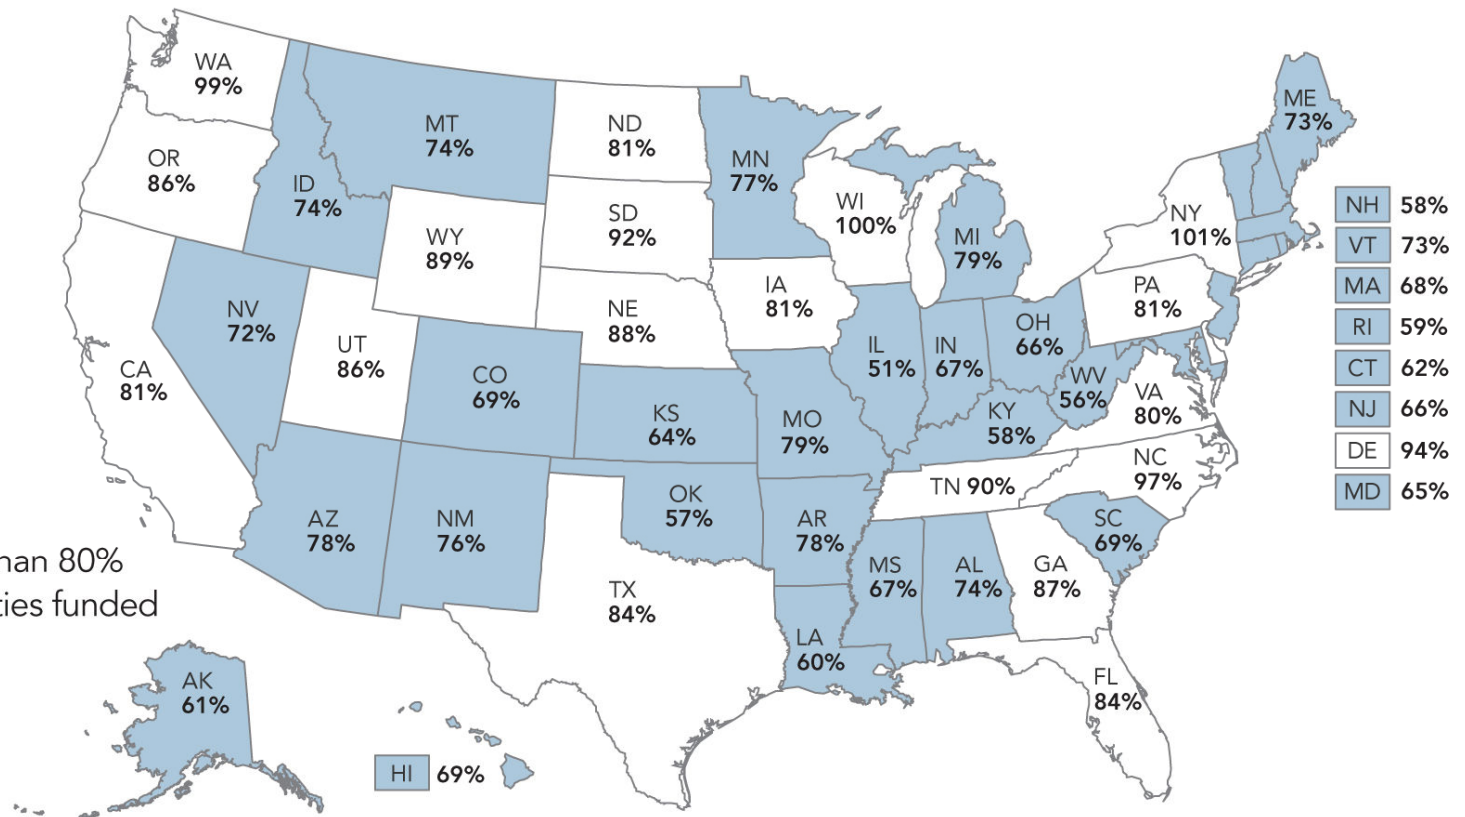 WA
99%
OR
86%
CA
81%
ID
74%
NV
72%
MT
74%
WY
89%
UT
86%
CO
69%
AZ
78%
NM
76%
ND
81%
SD
92%
NE
88%
KS
64%
OK
57%
TX
84%
MN
77%
IA
81%
MO
79%
AR
78%
LA
60%
WI
100%
IL
51%
MI
79%
IN
67%
OH
66%
KY
58%
TN 90%
MS
67%
AL
74%
GA
87%
FL
84%
SC
69%
NC
97%
VA
80%
WV
56%
PA
81%
NY
101%
ME
73%
NH 58%
VT 73%
MA 68%
RI 59%
CT 62%
NJ 66%
DE 94%
MD 65%
80%
funded
AK
61%
HI 69%